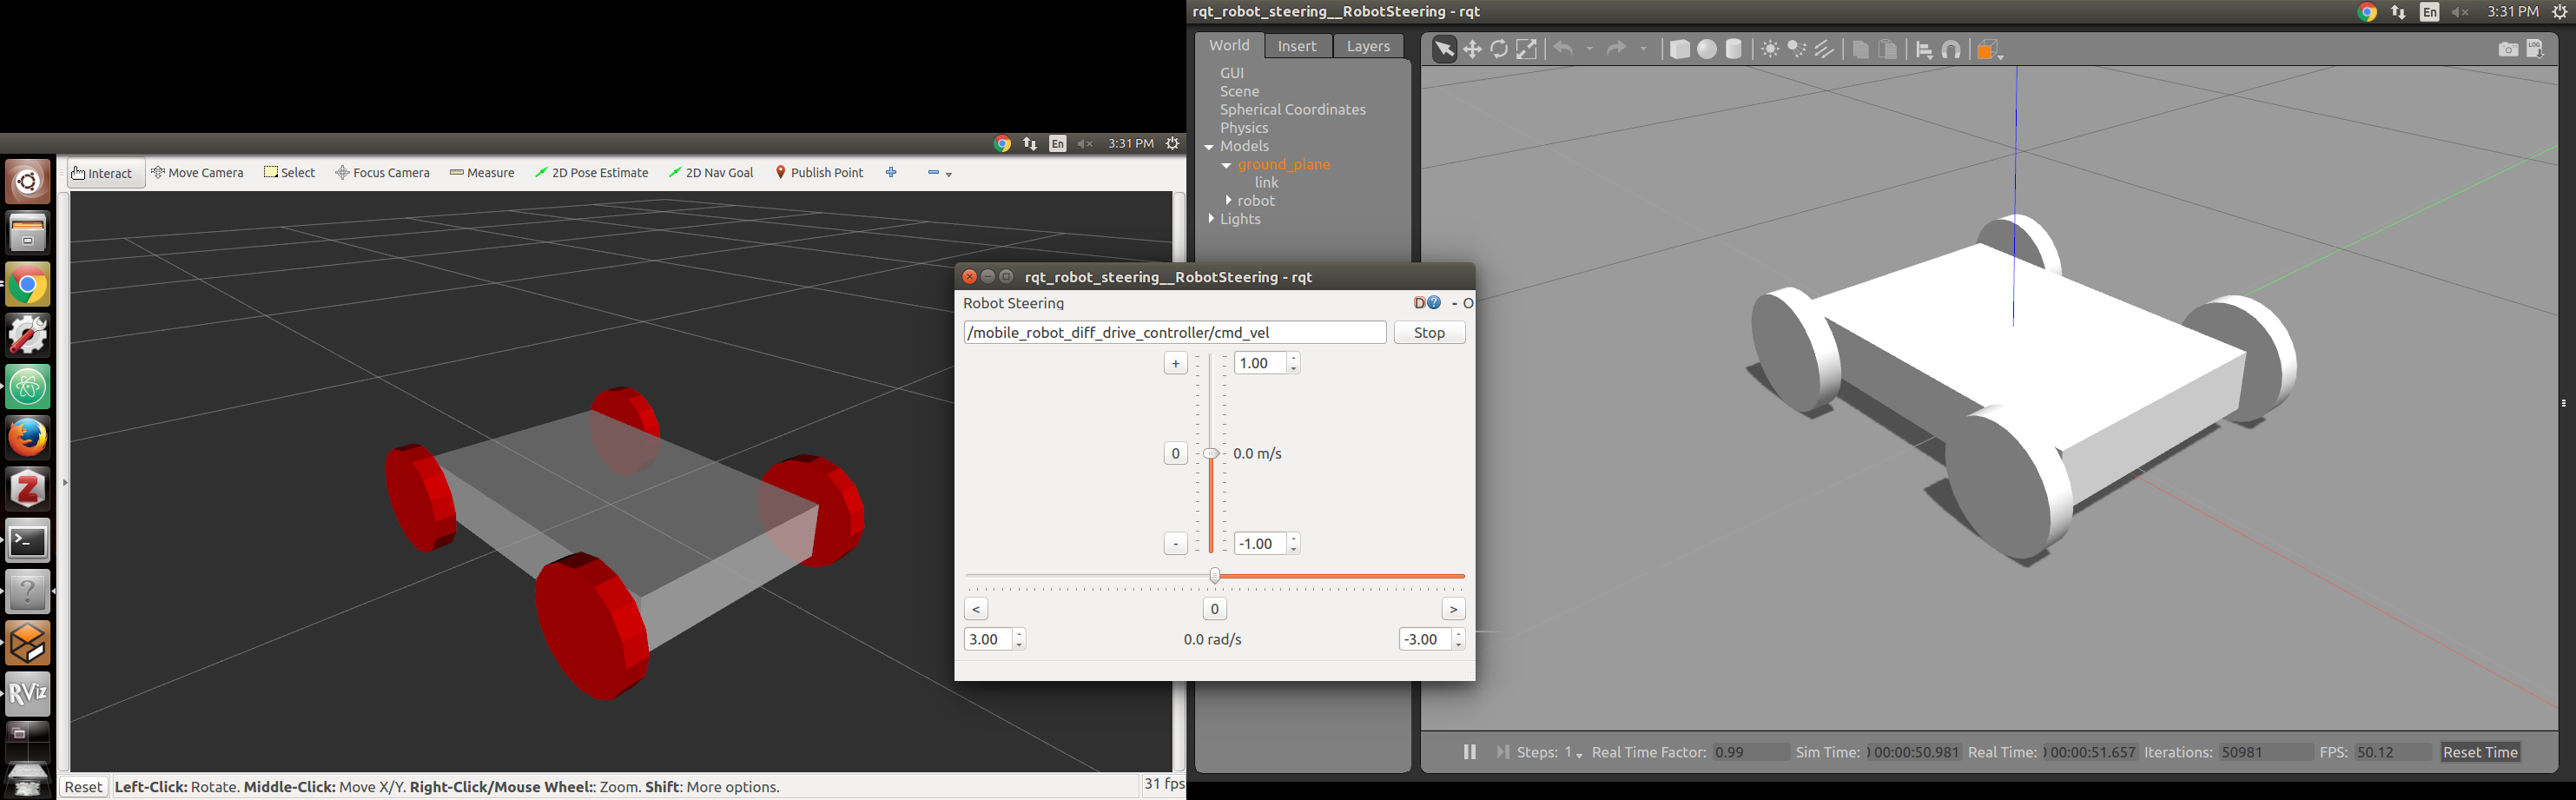 rqt_robot_steering__RobotSteering - rqt
En
3:31 PM
World
Insert
Layers
GUI
Scene
Spherical Coordinates
Physics
Models
ground_plane
link
robot
Lights
LOG
En
3:31 PM
Interact
Move Camera
Select
Focus Camera
Measure
2D Pose Estimate
2D Nav Goal
Publish Point
rqt_robot_steering__RobotSteering - rqt
Robot Steering
D
?
- O
/mobile_robot_diff_drive_controller/cmd_vel
Stop
+
1.00
0
0.0 m/s
-
-1.00
<
0
>
3.00
0.0 rad/s
-3.00
Z
>_
?
RViz
Reset
Left-Click: Rotate. Middle-Click: Move X/Y. Right-Click/Mouse Wheel:: Zoom. Shift: More options.
31 fps
Steps: 1
Real Time Factor: 0.99
Sim Time: 00:00:50.981
Real Time: 00:00:51.657
Iterations: 50981
FPS: 50.12
Reset Time